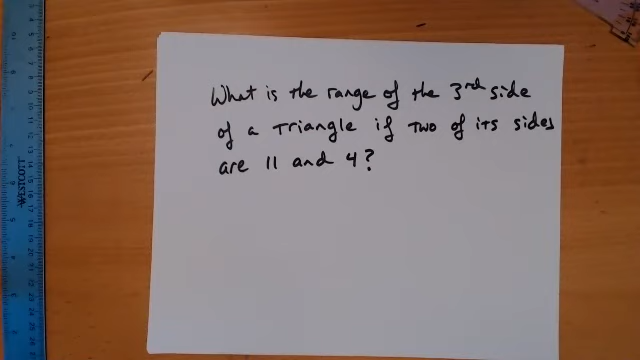 What is the range of the 3rd side
of a Triangle if two of its sides
are 11 and 4?
WESTCOTT